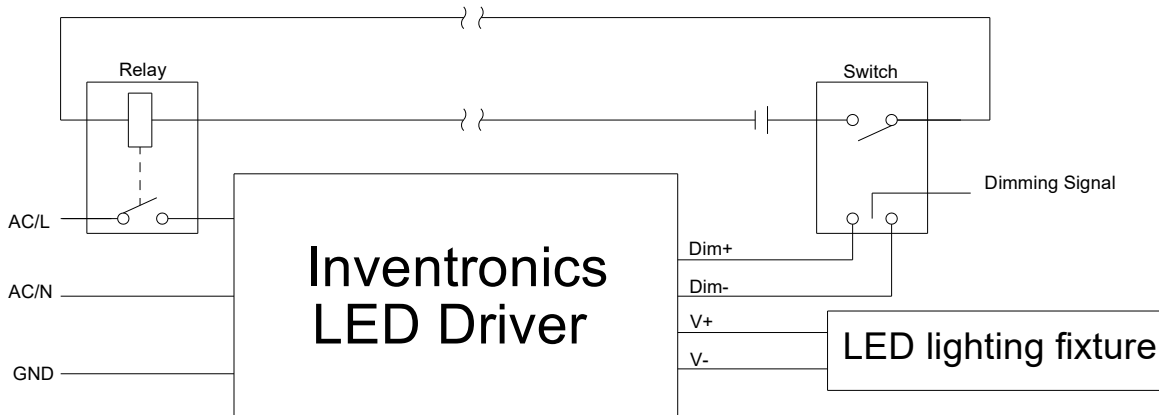 Relay
Switch
Dimming Signal
AC/L
Inventronics
LED Driver
Dim+
AC/N
Dim-
V+
LED lighting fixture
V-
GND